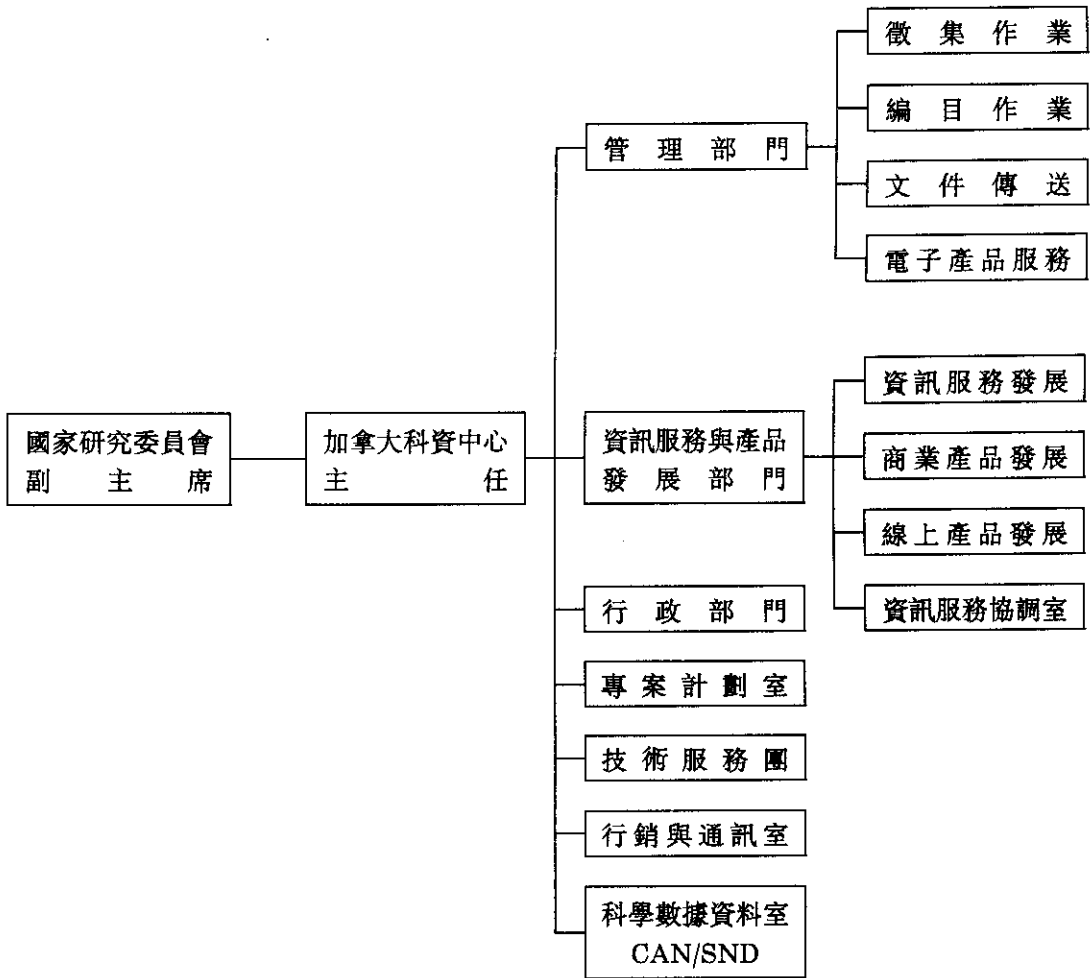 國家研究委員會
副主席
加拿大科資中心
主任
管理部門
徵集作業
編目作業
文件傳送
電子產品服務
資訊服務與產品
發展部門
資訊服務發展
商業產品發展
線上產品發展
資訊服務協調室
行政部門
專案計劃室
技術服務團
行銷與通訊室
科學數據資料室
CAN/SND